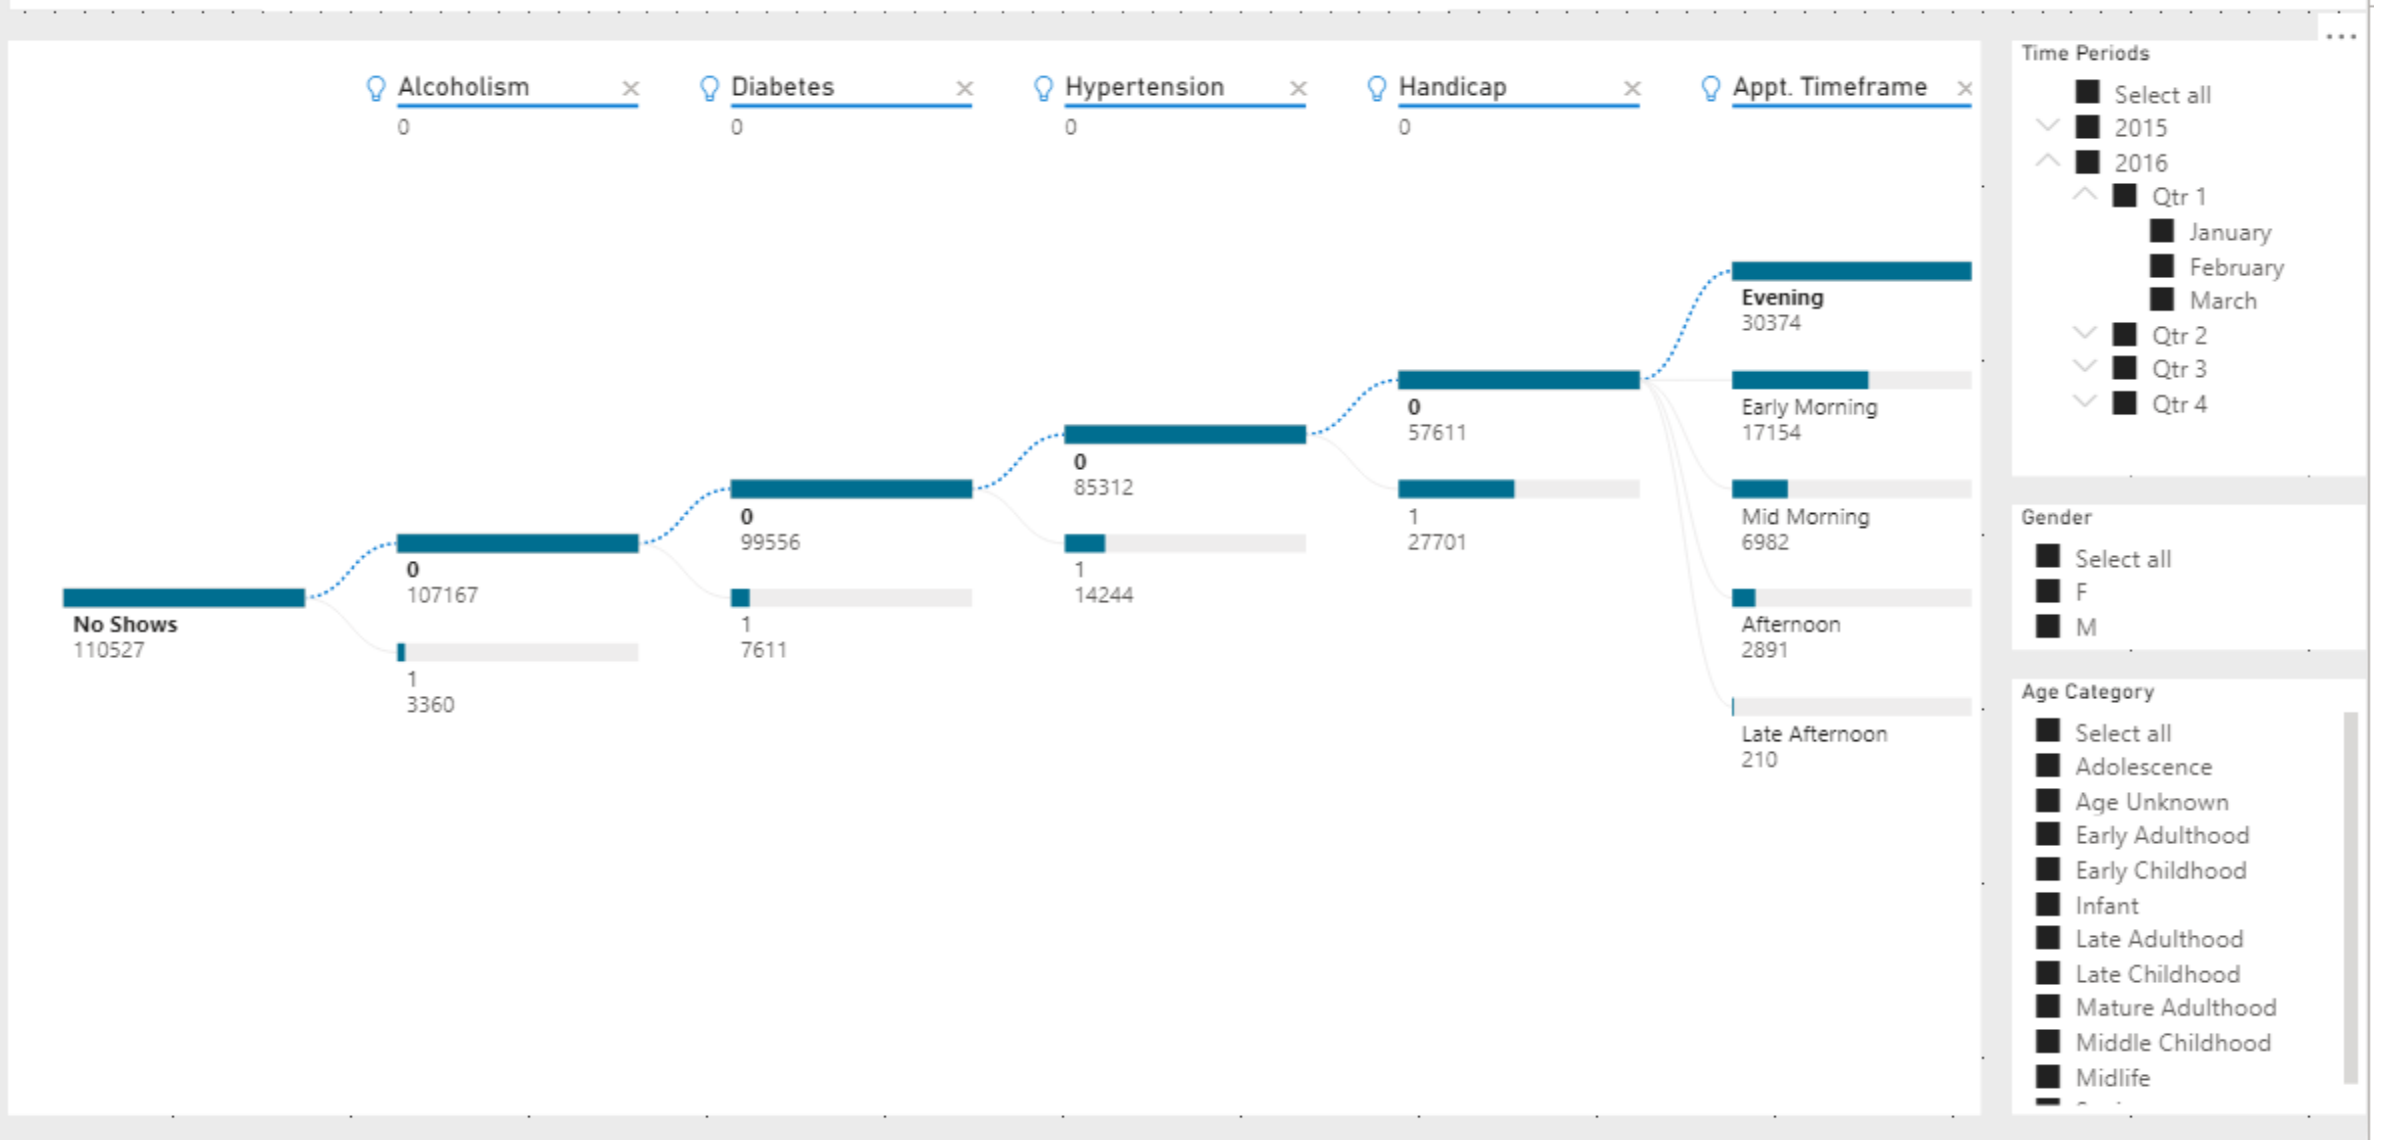 Alcoholism
0
Diabetes
0
Hypertension
0
Handicap
0
Appt. Timeframe
No Shows
110527
0
107167
1
3360
0
99556
1
7611
0
85312
1
14244
0
57611
1
27701
Evening
30374
Early Morning
17154
Mid Morning
6982
Afternoon
2891
Late Afternoon
210
Time Periods
Select all
2015
2016
Qtr 1
January
February
March
Qtr 2
Qtr 3
Qtr 4
Gender
Select all
F
M
Age Category
Select all
Adolescence
Age Unknown
Early Adulthood
Early Childhood
Infant
Late Adulthood
Late Childhood
Mature Adulthood
Middle Childhood
Midlife